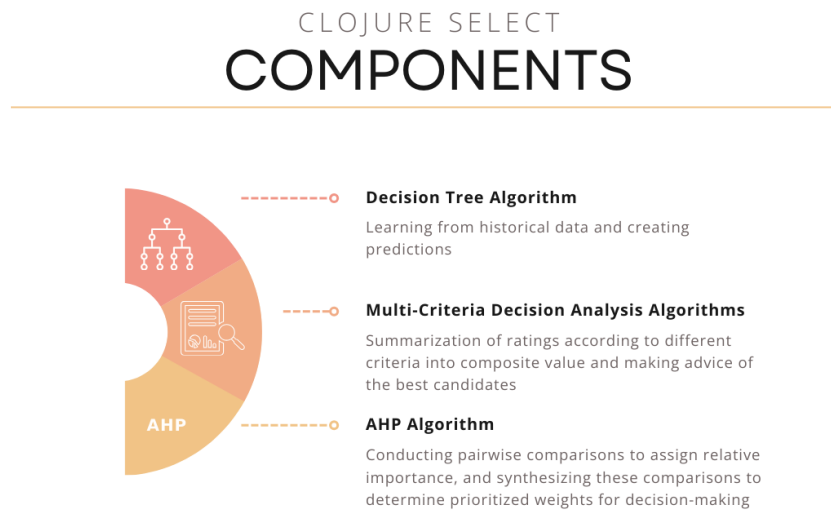 CLOJURE SELECT
COMPONENTS
Decision Tree Algorithm
Learning from historical data and creating
predictions
Multi-Criteria Decision Analysis Algorithms
Summarization of ratings according to different
criteria into composite value and making advice of
the best candidates
AHP
AHP Algorithm
Conducting pairwise comparisons to assign relative
importance, and synthesizing these comparisons to
determine prioritized weights for decision-making